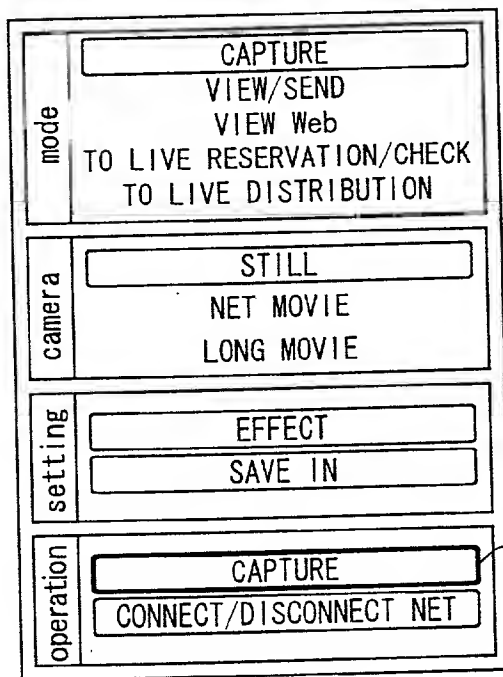 mode
CAPTURE
VIEW/SEND
VIEW Web
TO LIVE RESERVATION/CHECK
TO LIVE DISTRIBUTION
camera
STILL
NET MOVIE
LONG MOVIE
setting
EFFECT
SAVE IN
operation
CAPTURE
CONNECT/DISCONNECT NET